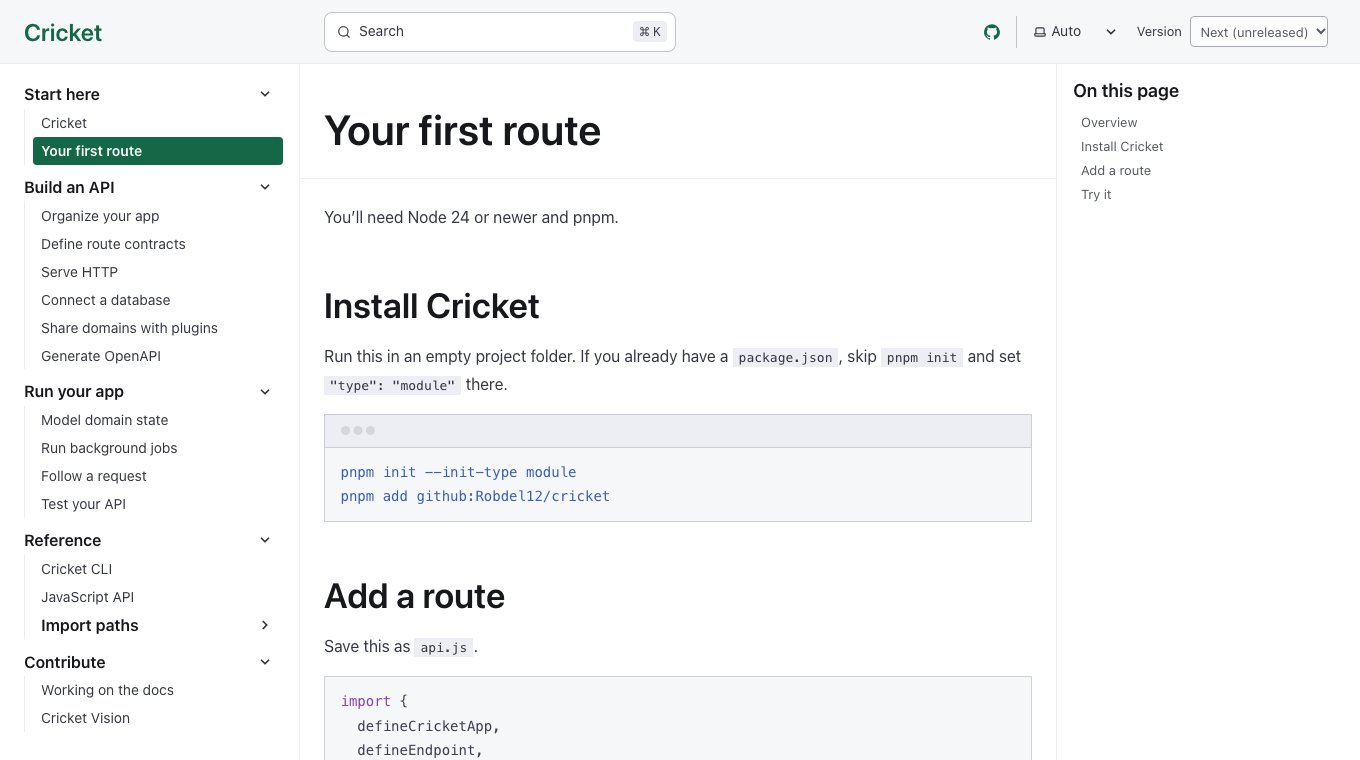 Cricket
Search
⌘ K
Auto
Version
Next (unreleased)
Start here
Cricket
Your first route
Build an API
Organize your app
Define route contracts
Serve HTTP
Connect a database
Share domains with plugins
Generate OpenAPI
Run your app
Model domain state
Run background jobs
Follow a request
Test your API
Reference
Cricket CLI
JavaScript API
Import paths
Contribute
Working on the docs
Cricket Vision
Your first route
You’ll need Node 24 or newer and pnpm.
Install Cricket
Run this in an empty project folder. If you already have a package.json, skip pnpm init and set
"type": "module" there.
pnpm init --init-type module
pnpm add github:Robdel12/cricket
Add a route
Save this as api.js.
import {
  defineCricketApp,
  defineEndpoint,
On this page
Overview
Install Cricket
Add a route
Try it